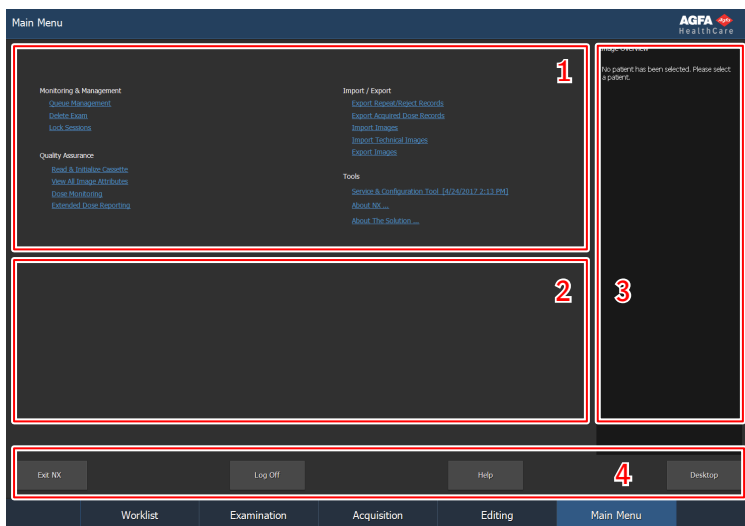 Main Menu
AGFA
HealthCare
Image Overview
No patient has been selected. Please select
a patient.
1
Monitoring & Management
Queue Management
Delete Exam
Lock Sessions
Quality Assurance
Read & Initialize Cassette
View All Image Attributes
Dose Monitoring
Extended Dose Reporting
Import / Export
Export Repeat/Reject Records
Export Acquired Dose Records
Import Images
Import Technical Images
Export Images
Tools
Service & Configuration Tool [4/24/2017 2:13 PM]
About NX ...
About The Solution ...
2
3
4
Exit NX
Log Off
Help
Desktop
Worklist
Examination
Acquisition
Editing
Main Menu